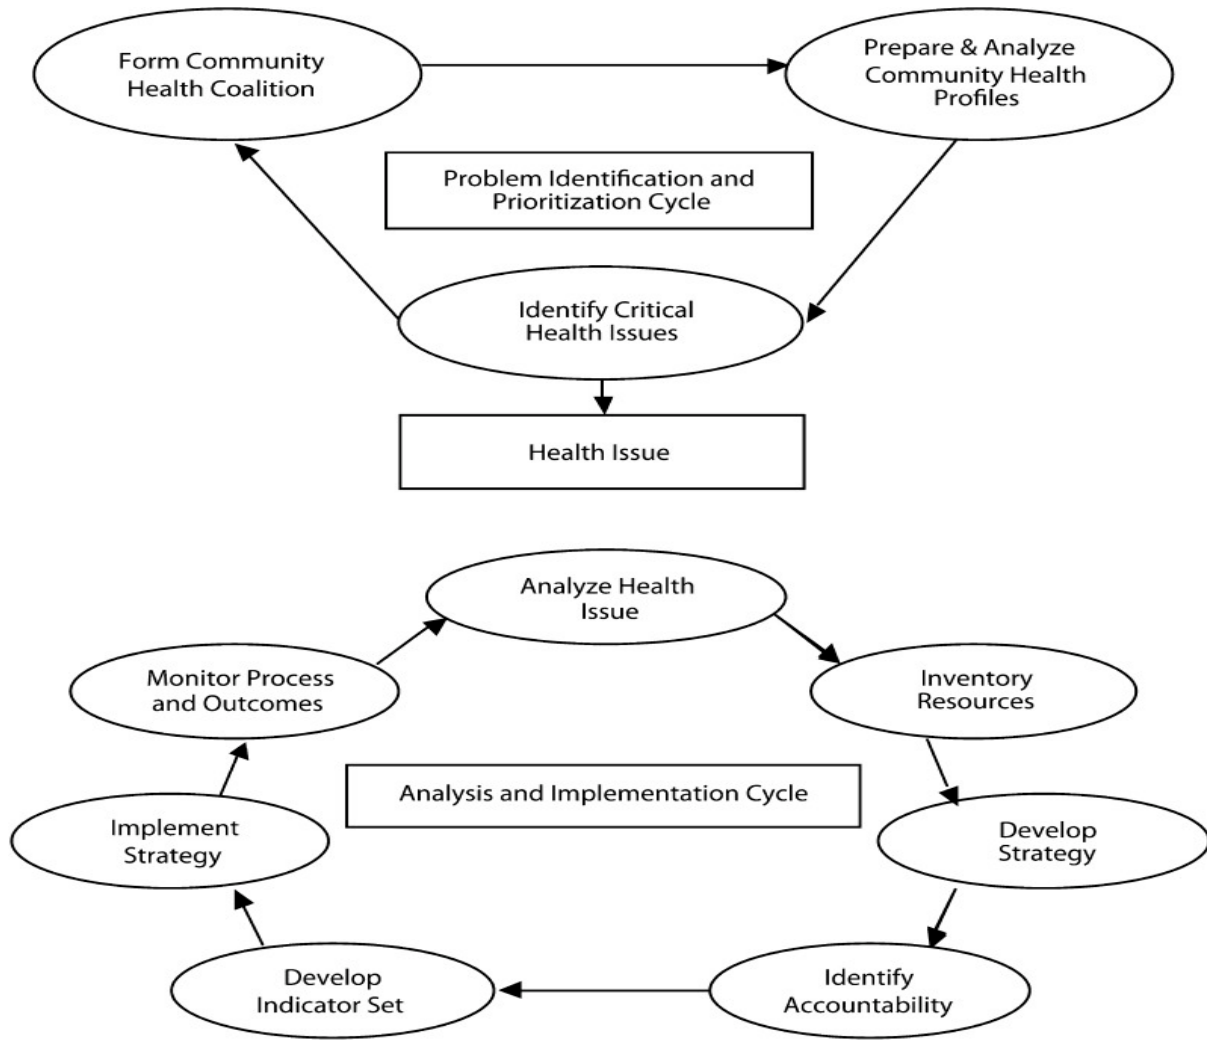 Form Community
Health Coalition
Prepare & Analyze
Community Health
Profiles
Problem Identification and
Prioritization Cycle
Identify Critical
Health Issues
Health Issue
Analyze Health
Issue
Monitor Process
and Outcomes
Inventory
Resources
Analysis and Implementation Cycle
Implement
Strategy
Develop
Strategy
Develop
Indicator Set
Identify
Accountability